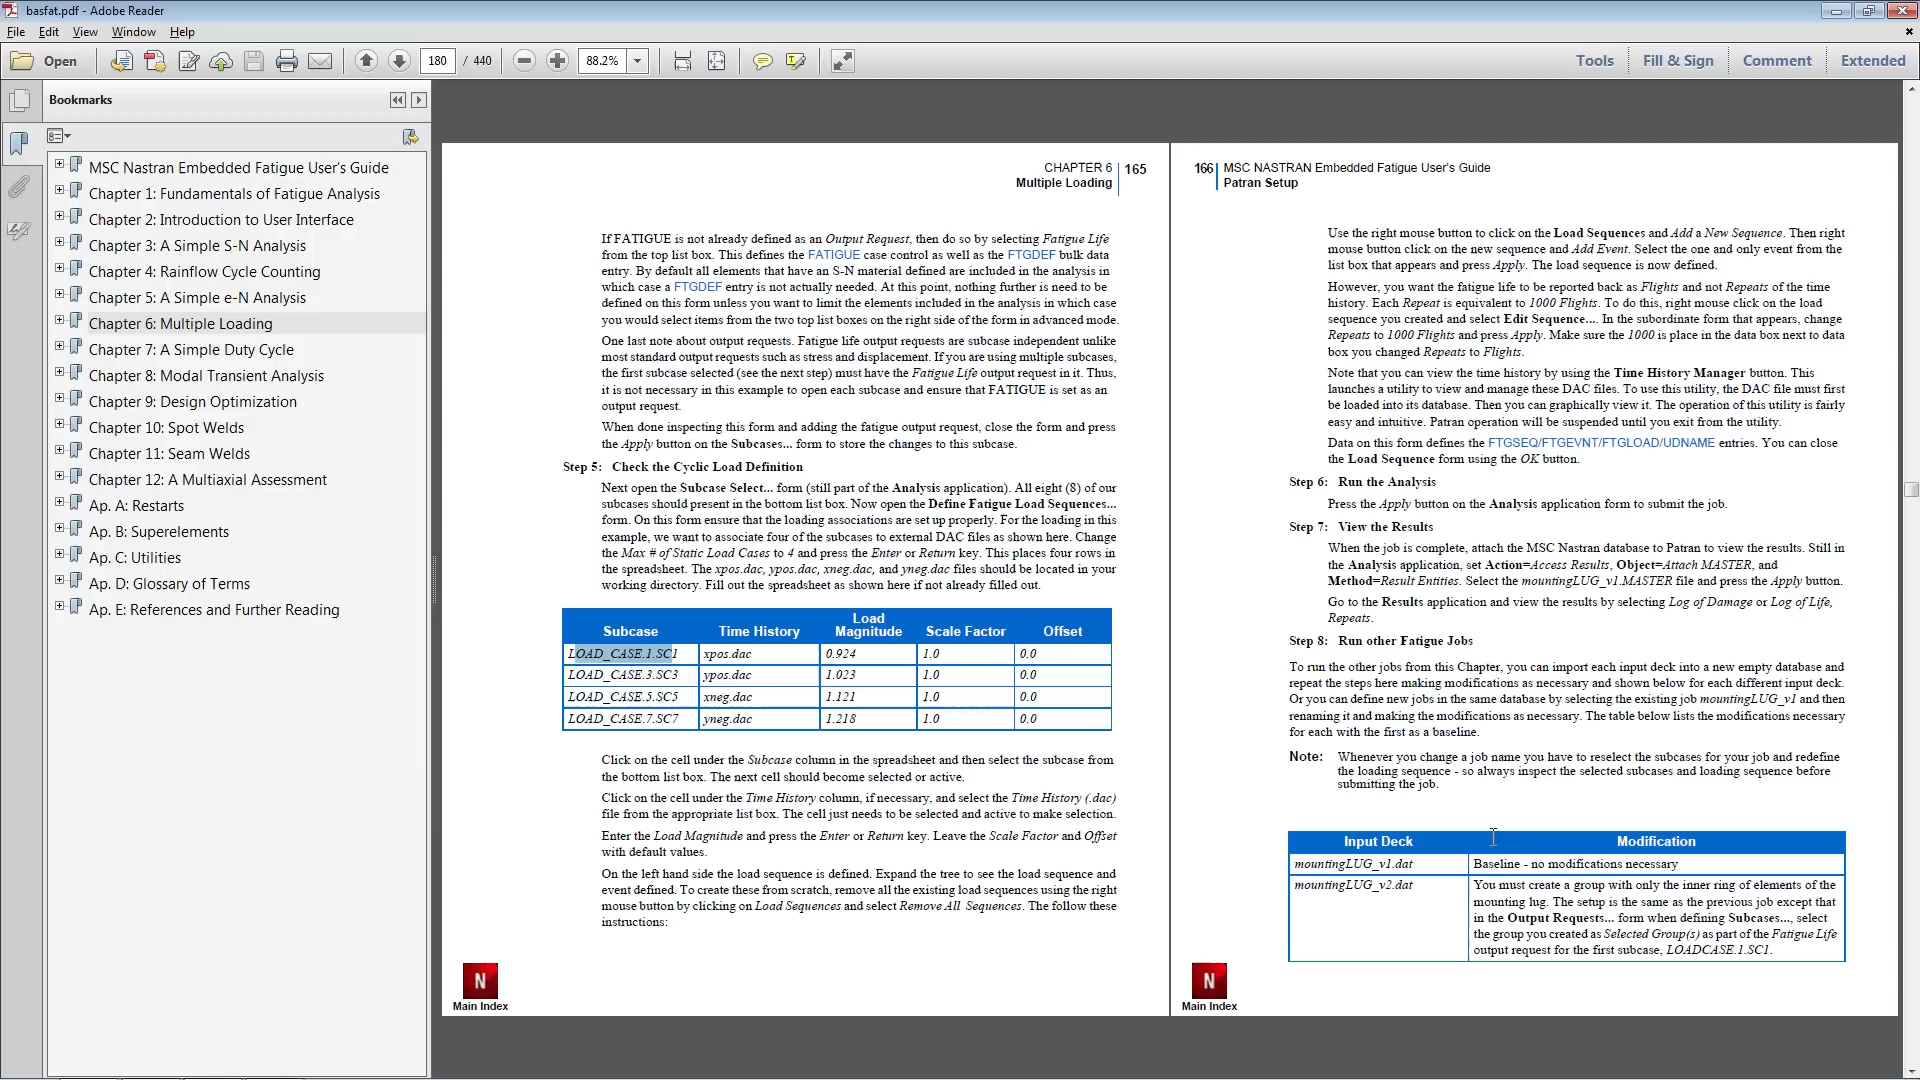 basfat.pdf - Adobe Reader
File Edit View Window Help
Open 180 / 440 88.2% Tools Fill & Sign Comment Extended
Bookmarks
MSC Nastran Embedded Fatigue User's Guide
Chapter 1: Fundamentals of Fatigue Analysis
Chapter 2: Introduction to User Interface
Chapter 3: A Simple S-N Analysis
Chapter 4: Rainflow Cycle Counting
Chapter 5: A Simple e-N Analysis
Chapter 6: Multiple Loading
Chapter 7: A Simple Duty Cycle
Chapter 8: Modal Transient Analysis
Chapter 9: Design Optimization
Chapter 10: Spot Welds
Chapter 11: Seam Welds
Chapter 12: A Multiaxial Assessment
Ap. A: Restarts
Ap. B: Superelements
Ap. C: Utilities
Ap. D: Glossary of Terms
Ap. E: References and Further Reading
CHAPTER 6 165
Multiple Loading
If FATIGUE is not already defined as an Output Request, then do so by selecting Fatigue Life
from the top list box. This defines the FATIGUE case control as well as the FTGDEF bulk data
entry. By default all elements that have an S-N material defined are included in the analysis in
which case a FTGDEF entry is not actually needed. At this point, nothing further is need to be
defined on this form unless you want to limit the elements included in the analysis in which case
you would select items from the two top list boxes on the right side of the form in advanced mode.
One last note about output requests. Fatigue life output requests are subcase independent unlike
most standard output requests such as stress and displacement. If you are using multiple subcases,
the first subcase selected (see the next step) must have the Fatigue Life output request in it. Thus,
it is not necessary in this example to open each subcase and ensure that FATIGUE is set as an
output request.
When done inspecting this form and adding the fatigue output request, close the form and press
the Apply button on the Subcases... form to store the changes to this subcase.
Step 5: Check the Cyclic Load Definition
Next open the Subcase Select... form (still part of the Analysis application). All eight (8) of our
subcases should present in the bottom list box. Now open the Define Fatigue Load Sequences...
form. On this form ensure that the loading associations are set up properly. For the loading in this
example, we want to associate four of the subcases to external DAC files as shown here. Change
the Max # of Static Load Cases to 4 and press the Enter or Return key. This places four rows in
the spreadsheet. The xpos.dac, ypos.dac, xneg.dac, and yneg.dac files should be located in your
working directory. Fill out the spreadsheet as shown here if not already filled out.
Subcase Time History Load Magnitude Scale Factor Offset
LOAD_CASE.1.SC1 xpos.dac 0.924 1.0 0.0
LOAD_CASE.3.SC3 ypos.dac 1.023 1.0 0.0
LOAD_CASE.5.SC5 xneg.dac 1.121 1.0 0.0
LOAD_CASE.7.SC7 yneg.dac 1.218 1.0 0.0
Click on the cell under the Subcase column in the spreadsheet and then select the subcase from
the bottom list box. The next cell should become selected or active.
Click on the cell under the Time History column, if necessary, and select the Time History (.dac)
file from the appropriate list box. The cell just needs to be selected and active to make selection.
Enter the Load Magnitude and press the Enter or Return key. Leave the Scale Factor and Offset
with default values.
On the left hand side the load sequence is defined. Expand the tree to see the load sequence and
event defined. To create these from scratch, remove all the existing load sequences using the right
mouse button by clicking on Load Sequences and select Remove All Sequences. The follow these
instructions:
N
Main Index
166 MSC NASTRAN Embedded Fatigue User's Guide
Patran Setup
Use the right mouse button to click on the Load Sequences and Add a New Sequence. Then right
mouse button click on the new sequence and Add Event. Select the one and only event from the
list box that appears and press Apply. The load sequence is now defined.
However, you want the fatigue life to be reported back as Flights and not Repeats of the time
history. Each Repeat is equivalent to 1000 Flights. To do this, right mouse click on the load
sequence you created and select Edit Sequence.... In the subordinate form that appears, change
Repeats to 1000 Flights and press Apply. Make sure the 1000 is place in the data box next to data
box you changed Repeats to Flights.
Note that you can view the time history by using the Time History Manager button. This
launches a utility to view and manage these DAC files. To use this utility, the DAC file must first
be loaded into its database. Then you can graphically view it. The operation of this utility is fairly
easy and intuitive. Patran operation will be suspended until you exit from the utility.
Data on this form defines the FTGSEQ/FTGEVNT/FTGLOAD/UDNAME entries. You can close
the Load Sequence form using the OK button.
Step 6: Run the Analysis
Press the Apply button on the Analysis application form to submit the job.
Step 7: View the Results
When the job is complete, attach the MSC Nastran database to Patran to view the results. Still in
the Analysis application, set Action=Access Results, Object=Attach MASTER, and
Method=Result Entities. Select the mountingLUG_v1.MASTER file and press the Apply button.
Go to the Results application and view the results by selecting Log of Damage or Log of Life,
Repeats.
Step 8: Run other Fatigue Jobs
To run the other jobs from this Chapter, you can import each input deck into a new empty database and
repeat the steps here making modifications as necessary and shown below for each different input deck.
Or you can define new jobs in the same database by selecting the existing job mountingLUG_v1 and then
renaming it and making the modifications as necessary. The table below lists the modifications necessary
for each with the first as a baseline.
Note: Whenever you change a job name you have to reselect the subcases for your job and redefine
the loading sequence - so always inspect the selected subcases and loading sequence before
submitting the job.
Input Deck Modification
mountingLUG_v1.dat Baseline - no modifications necessary
mountingLUG_v2.dat You must create a group with only the inner ring of elements of the
mounting lug. The setup is the same as the previous job except that
in the Output Requests... form when defining Subcases..., select
the group you created as Selected Group(s) as part of the Fatigue Life
output request for the first subcase, LOADCASE.1.SC1.
N
Main Index